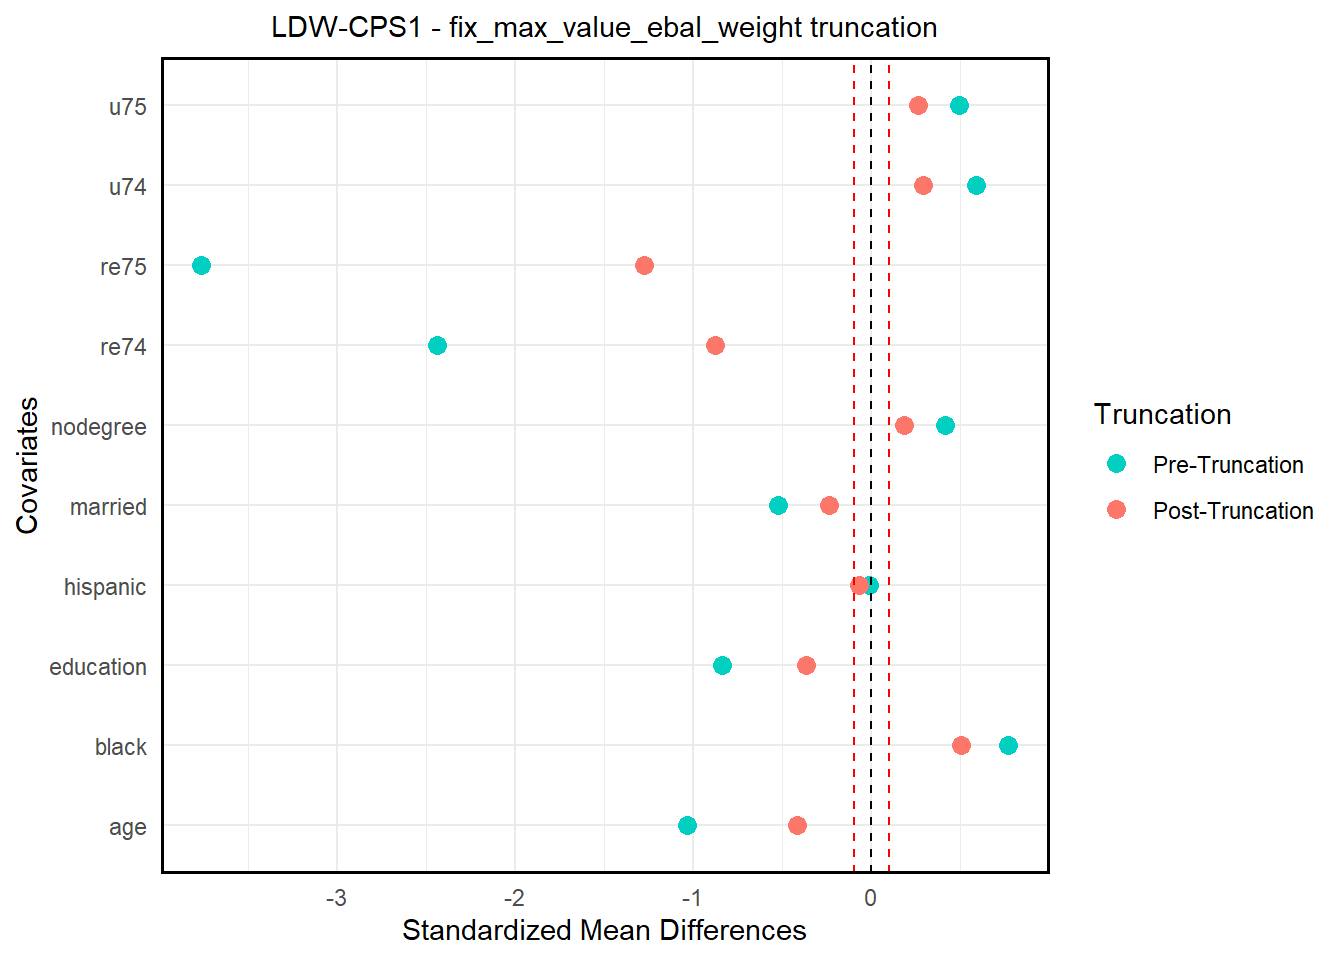 LDW-CPS1 - fix_max_value_ebal_weight truncation
u75
u74
re75
re74
nodegree
married
hispanic
education
black
age
Covariates
-3 -2 -1 0
Standardized Mean Differences
Truncation
Pre-Truncation
Post-Truncation